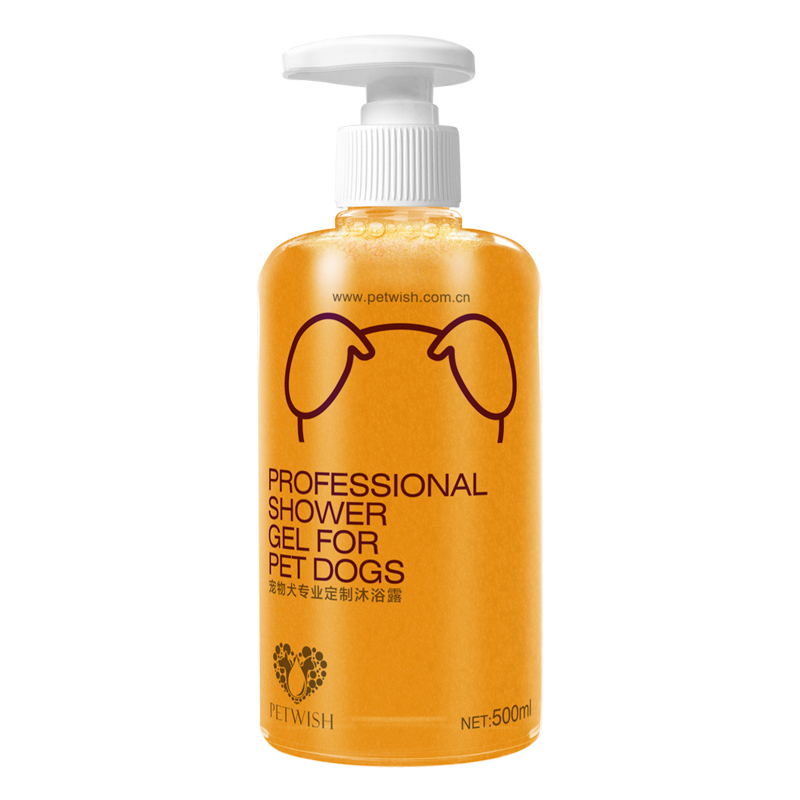 www.petwish.com.cn
PROFESSIONAL
SHOWER
GEL FOR
PET DOGS
宠物犬专业定制沐浴露
PETWISH
NET:500ml